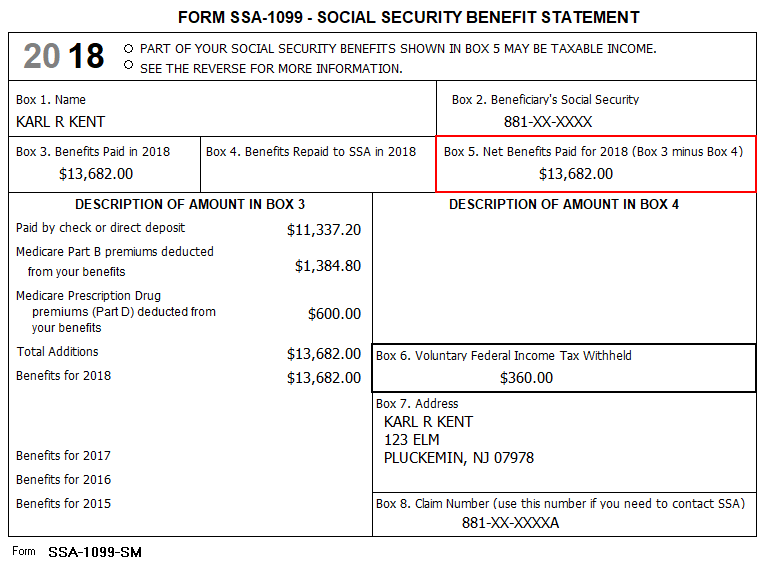 FORM SSA-1099 - SOCIAL SECURITY BENEFIT STATEMENT
2018
PART OF YOUR SOCIAL SECURITY BENEFITS SHOWN IN BOX 5 MAY BE TAXABLE INCOME.
SEE THE REVERSE FOR MORE INFORMATION.
Box 1. Name
KARL R KENT
Box 2. Beneficiary's Social Security
881-XX-XXXX
Box 3. Benefits Paid in 2018
$13,682.00
Box 4. Benefits Repaid to SSA in 2018
Box 5. Net Benefits Paid for 2018 (Box 3 minus Box 4)
$13,682.00
DESCRIPTION OF AMOUNT IN BOX 3
Paid by check or direct deposit $11,337.20
Medicare Part B premiums deducted
from your benefits $1,384.80
Medicare Prescription Drug
premiums (Part D) deducted from $600.00
your benefits
Total Additions $13,682.00
Benefits for 2018 $13,682.00
Benefits for 2017
Benefits for 2016
Benefits for 2015
DESCRIPTION OF AMOUNT IN BOX 4
Box 6. Voluntary Federal Income Tax Withheld
$360.00
Box 7. Address
KARL R KENT
123 ELM
PLUCKEMIN, NJ 07978
Box 8. Claim Number (use this number if you need to contact SSA)
881-XX-XXXXA
Form SSA-1099-SM